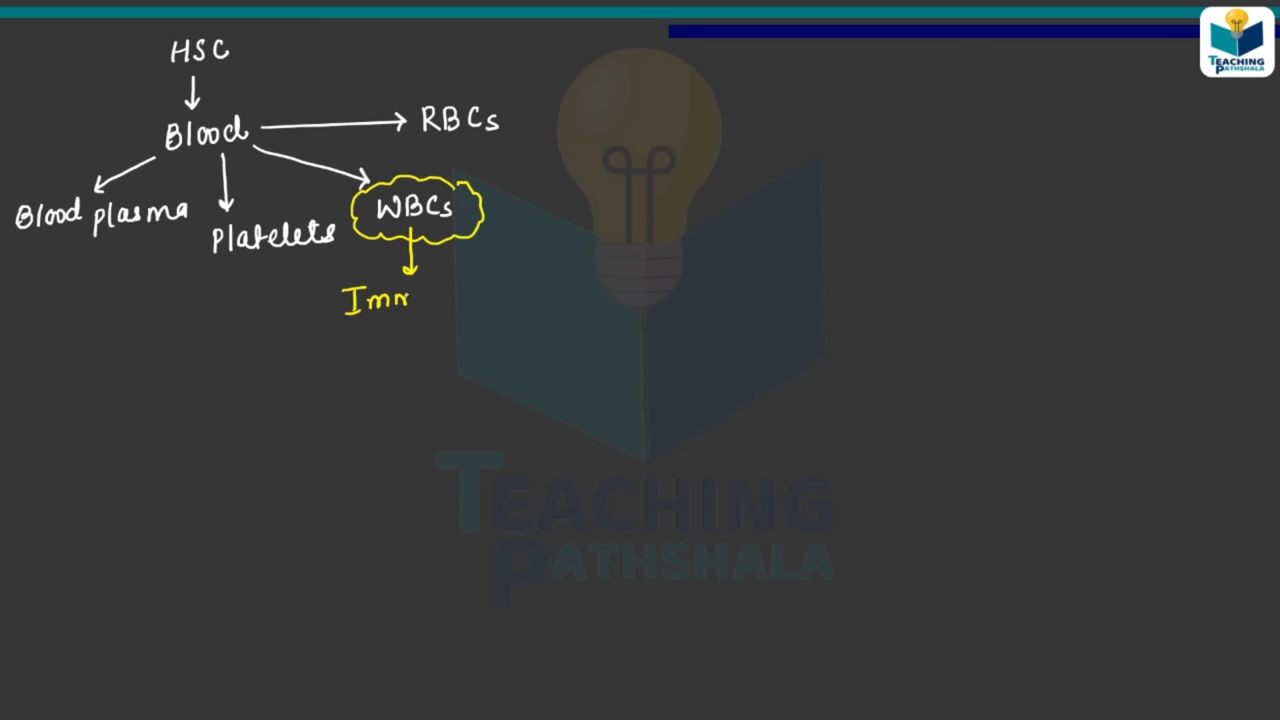 HSC
Blood
RBCs
Blood plasma
Platelets
WBCs
Imm
TEACHING
PATHSHALA
TEACHING
PATHSHALA